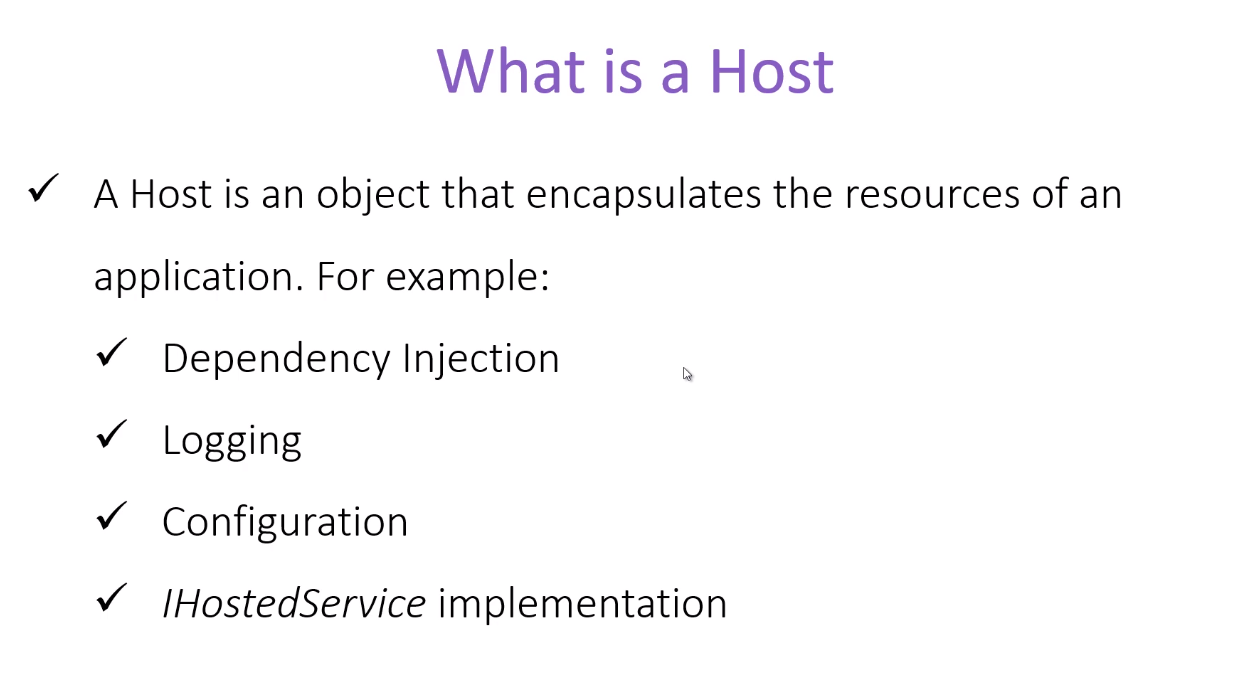 What is a Host
✓ A Host is an object that encapsulates the resources of an
application. For example:
✓ Dependency Injection
✓ Logging
✓ Configuration
✓ IHostedService implementation